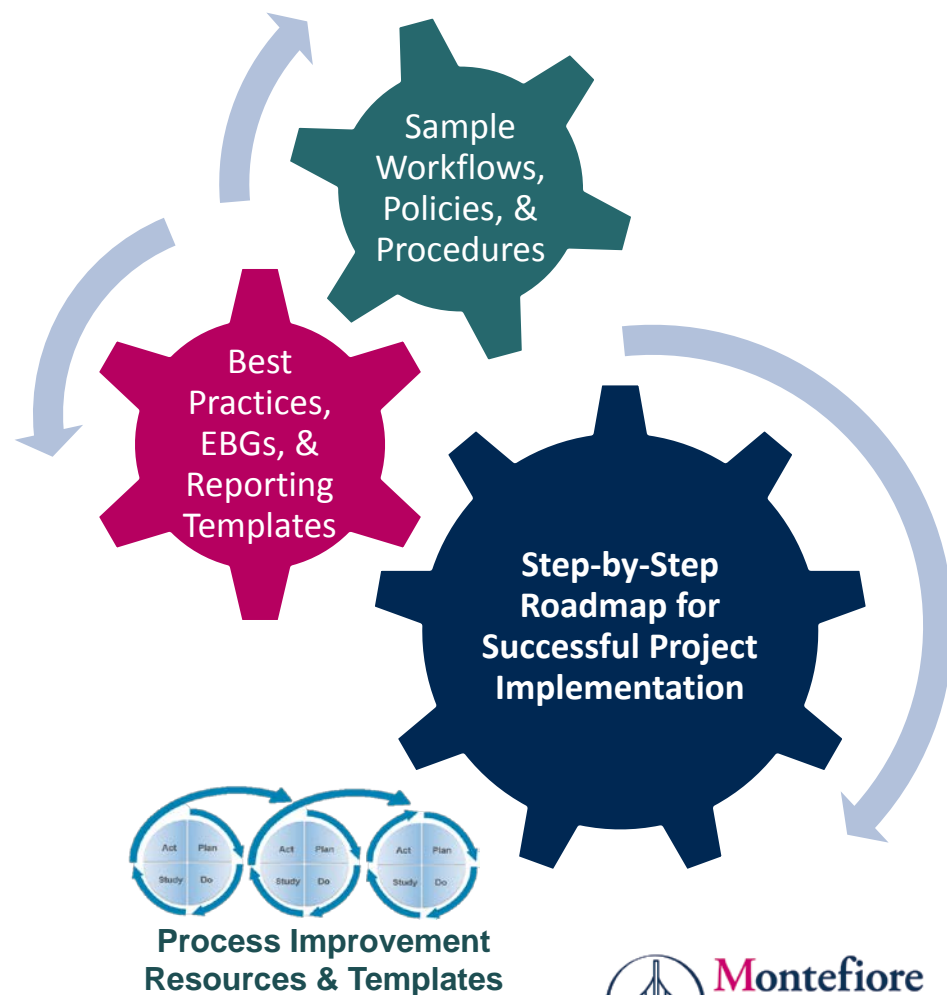 Sample
Workflows,
Policies, &
Procedures
Best
Practices,
EBGs, &
Reporting
Templates
Step-by-Step
Roadmap for
Successful Project
Implementation
Act Plan
Study Do
Act Plan
Study Do
Act Plan
Study Do
Process Improvement
Resources & Templates
Montefiore